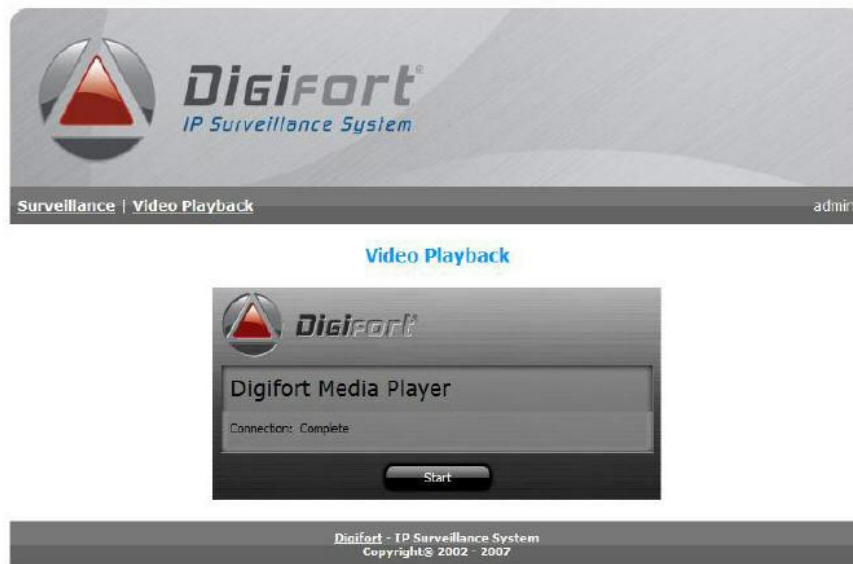 Digifort®
IP Surveillance System
Surveillance | Video Playback
admin
Video Playback
Digifort®
Digifort Media Player
Connection: Complete
Start
Digifort - IP Surveillance System
Copyright© 2002 - 2007